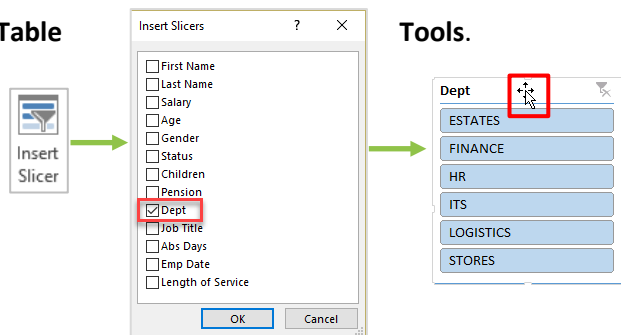 Table
Tools.
Insert
Slicer
Insert Slicers
?
First Name
Last Name
Salary
Age
Gender
Status
Children
Pension
Dept
Job Title
Abs Days
Emp Date
Length of Service
OK
Cancel
Dept
ESTATES
FINANCE
HR
ITS
LOGISTICS
STORES